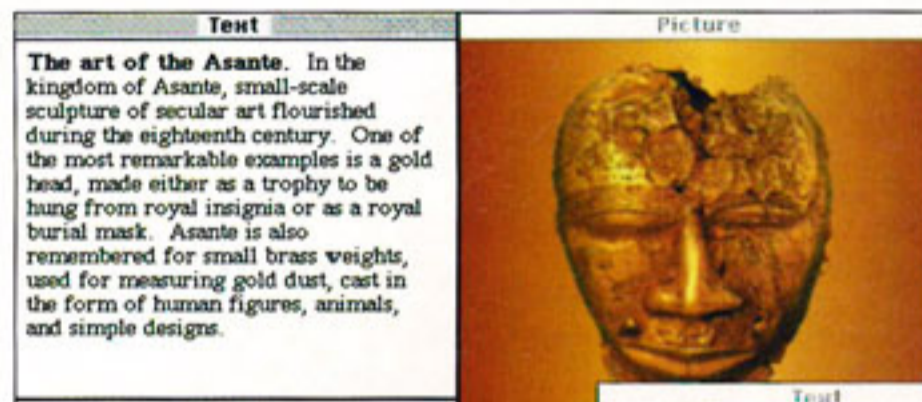 Text
Picture
The art of the Asante. In the
kingdom of Asante, small-scale
sculpture of secular art flourished
during the eighteenth century. One of
the most remarkable examples is a gold
head, made either as a trophy to be
hung from royal insignia or as a royal
burial mask. Asante is also
remembered for small brass weights,
used for measuring gold dust, cast in
the form of human figures, animals,
and simple designs.
Text